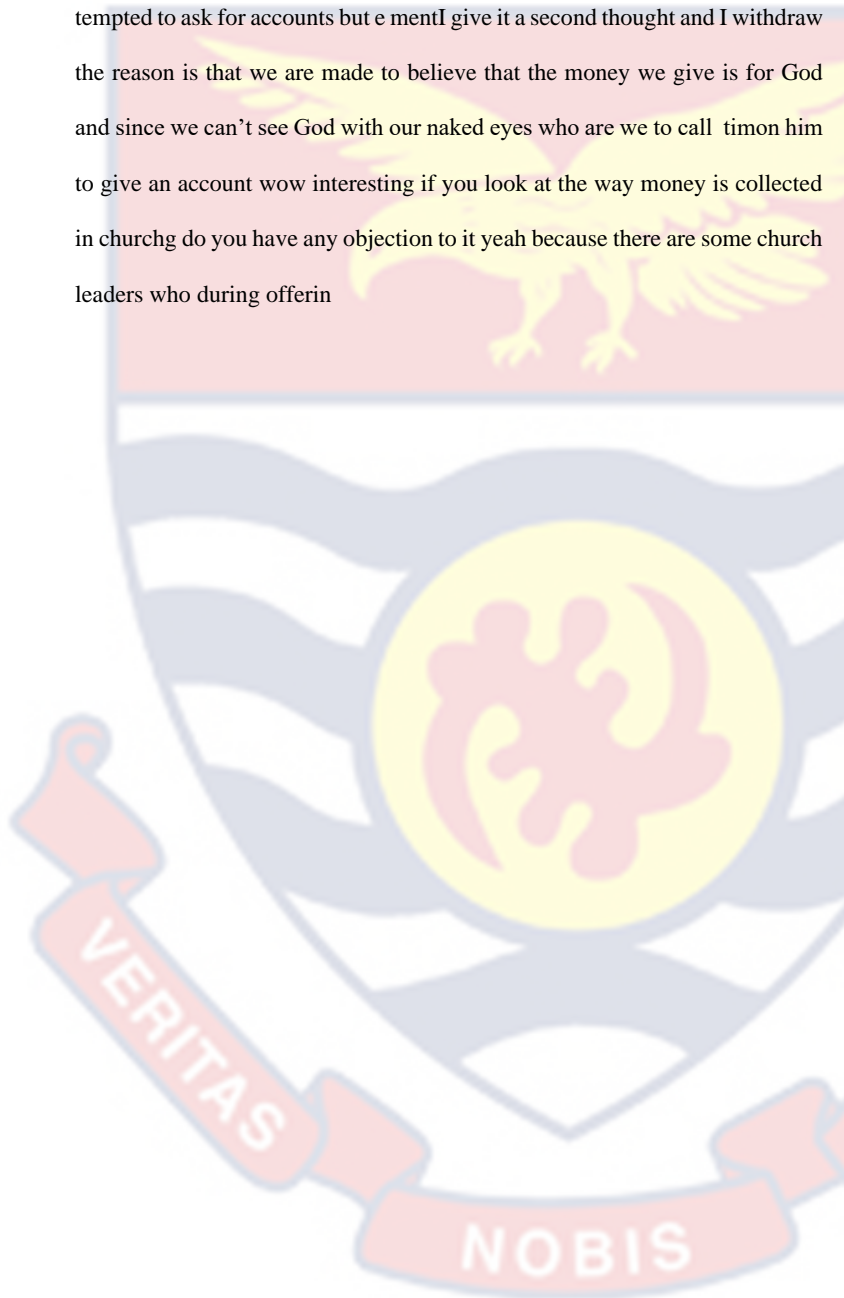 tempted to ask for accounts but e mentI give it a second thought and I withdraw
the reason is that we are made to believe that the money we give is for God
and since we can’t see God with our naked eyes who are we to call timon him
to give an account wow interesting if you look at the way money is collected
in churchg do you have any objection to it yeah because there are some church
leaders who during offerin
VERITAS
NOBIS